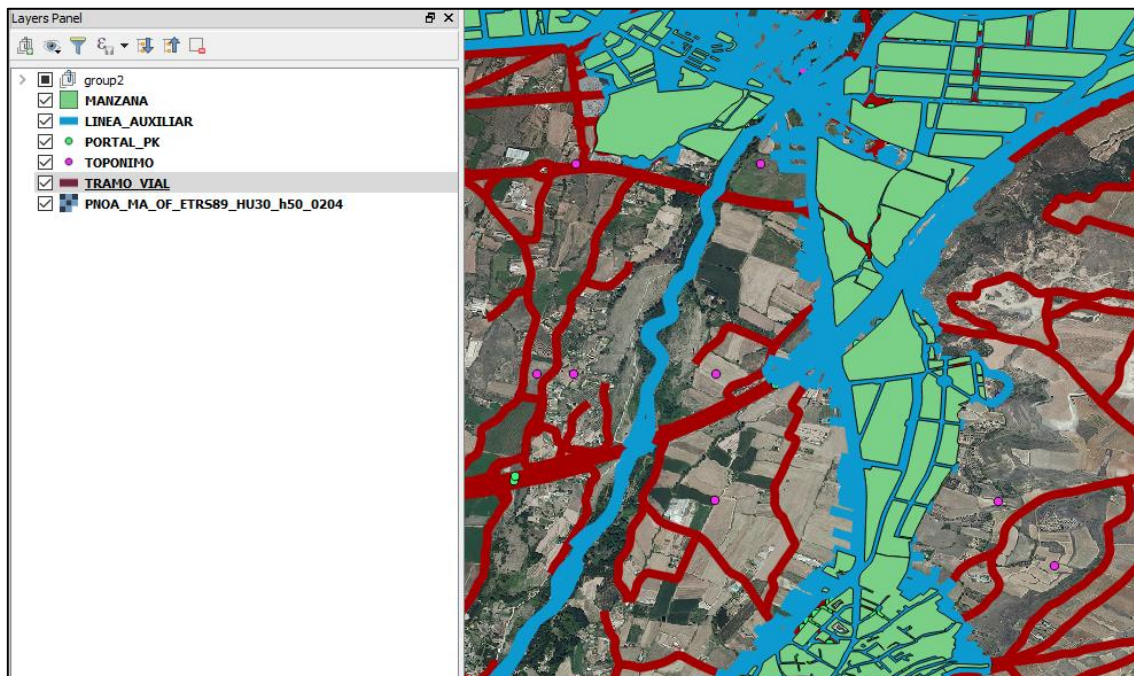 Layers Panel
group2
MANZANA
LINEA_AUXILIAR
PORTAL_PK
TOPONIMO
TRAMO_VIAL
PNOA_MA_OF_ETRS89_HU30_h50_0204